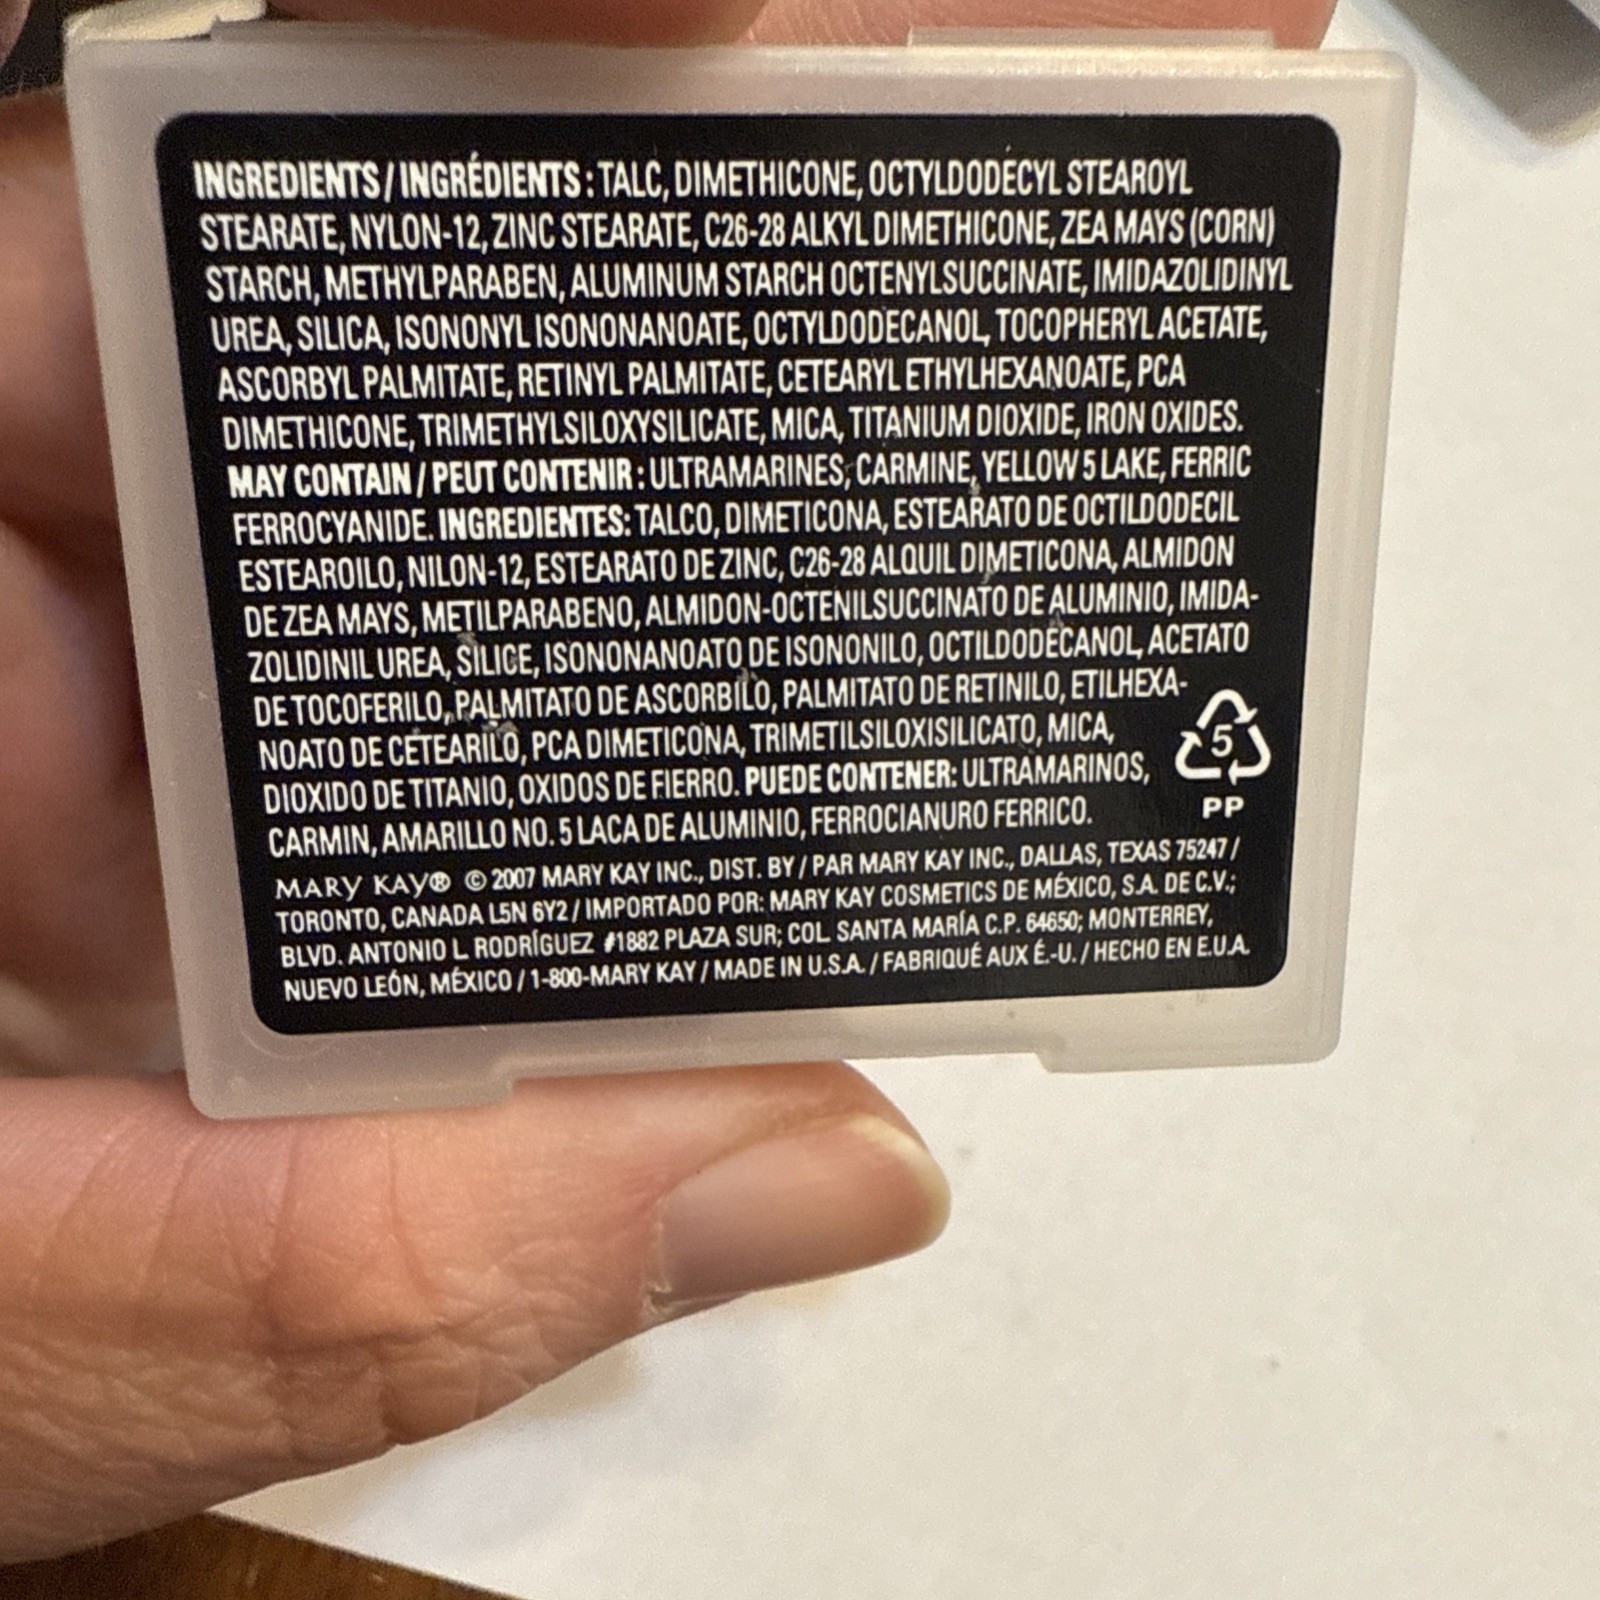 INGREDIENTS / INGRÉDIENTS : TALC, DIMETHICONE, OCTYLDODECYL STEAROYL
STEARATE, NYLON-12, ZINC STEARATE, C26-28 ALKYL DIMETHICONE, ZEA MAYS (CORN)
STARCH, METHYLPARABEN, ALUMINUM STARCH OCTENYLSUCCINATE, IMIDAZOLIDINYL
UREA, SILICA, ISONONYL ISONONANOATE, OCTYLDODECANOL, TOCOPHERYL ACETATE,
ASCORBYL PALMITATE, RETINYL PALMITATE, CETEARYL ETHYLHEXANOATE, PCA
DIMETHICONE, TRIMETHYLSILOXYSILICATE, MICA, TITANIUM DIOXIDE, IRON OXIDES.
MAY CONTAIN / PEUT CONTENIR : ULTRAMARINES, CARMINE, YELLOW 5 LAKE, FERRIC
FERROCYANIDE. INGREDIENTES: TALCO, DIMETICONA, ESTEARATO DE OCTILDODECIL
ESTEAROILO, NILON-12, ESTEARATO DE ZINC, C26-28 ALQUIL DIMETICONA, ALMIDON
DE ZEA MAYS, METILPARABENO, ALMIDON-OCTENILSUCCINATO DE ALUMINIO, IMIDA-
ZOLIDINIL UREA, SILICE, ISONONANOATO DE ISONONILO, OCTILDODECANOL, ACETATO
DE TOCOFERILO, PALMITATO DE ASCORBILO, PALMITATO DE RETINILO, ETILHEXA-
NOATO DE CETEARILO, PCA DIMETICONA, TRIMETILSILOXISILICATO, MICA,
DIOXIDO DE TITANIO, OXIDOS DE FIERRO. PUEDE CONTENER: ULTRAMARINOS,
CARMIN, AMARILLO NO. 5 LACA DE ALUMINIO, FERROCIANURO FERRICO.
5
PP
MARY KAY® © 2007 MARY KAY INC., DIST. BY / PAR MARY KAY INC., DALLAS, TEXAS 75247 /
TORONTO, CANADA L5N 6Y2 / IMPORTADO POR: MARY KAY COSMETICS DE MÉXICO, S.A. DE C.V.;
BLVD. ANTONIO L. RODRÍGUEZ #1882 PLAZA SUR; COL. SANTA MARÍA C.P. 64650; MONTERREY,
NUEVO LEÓN, MÉXICO / 1-800-MARY KAY / MADE IN U.S.A. / FABRIQUÉ AUX É.-U. / HECHO EN E.U.A.